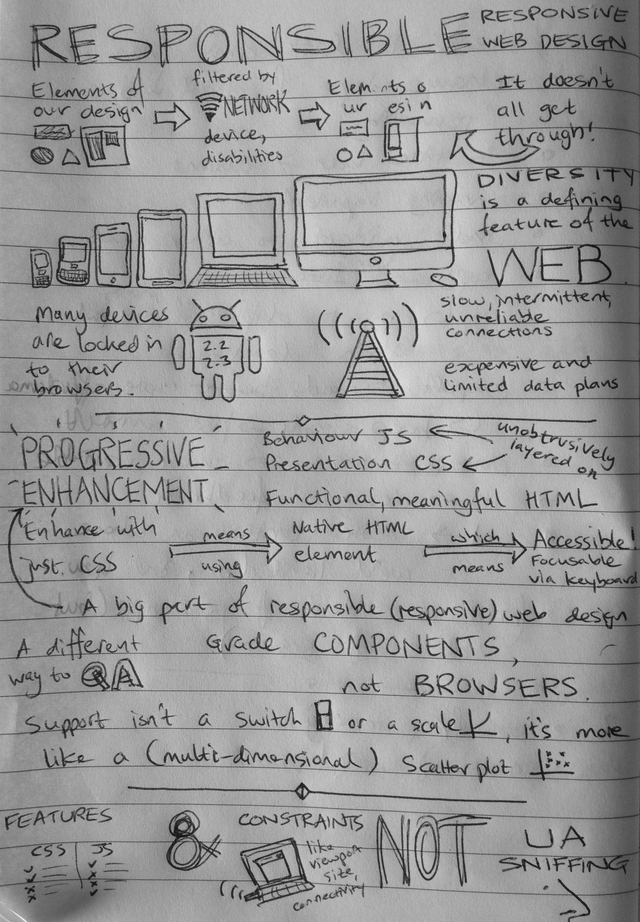 RESPONSIBLE
RESPONSIVE
WEB DESIGN
Elements of
our design
filtered by
NETWORK
device,
disabilities
Elem nts o
ur esi n
It doesn't
all get
through!
DIVERSITY
is a defining
feature of the
WEB.
Many devices
are locked in
to their
browsers.
2.2
2.3
slow, intermittent,
unreliable
connections
expensive and
limited data plans
PROGRESSIVE
ENHANCEMENT
Behaviour JS
Presentation CSS
Functional, meaningful HTML
unobtrusively
layered on
Enhance with
just CSS
means
using
Native HTML
element
which
means
Accessible!
Focusable
via keyboard
A big part of responsible (responsive) web design
A different
way to QA
Grade COMPONENTS,
not BROWSERS.
Support isn't a switch or a scale, it's more
like a (multi-dimensional) scatter plot
FEATURES
CSS JS
&
CONSTRAINTS
like
viewport
size,
connectivity
NOT
UA
SNIFFING